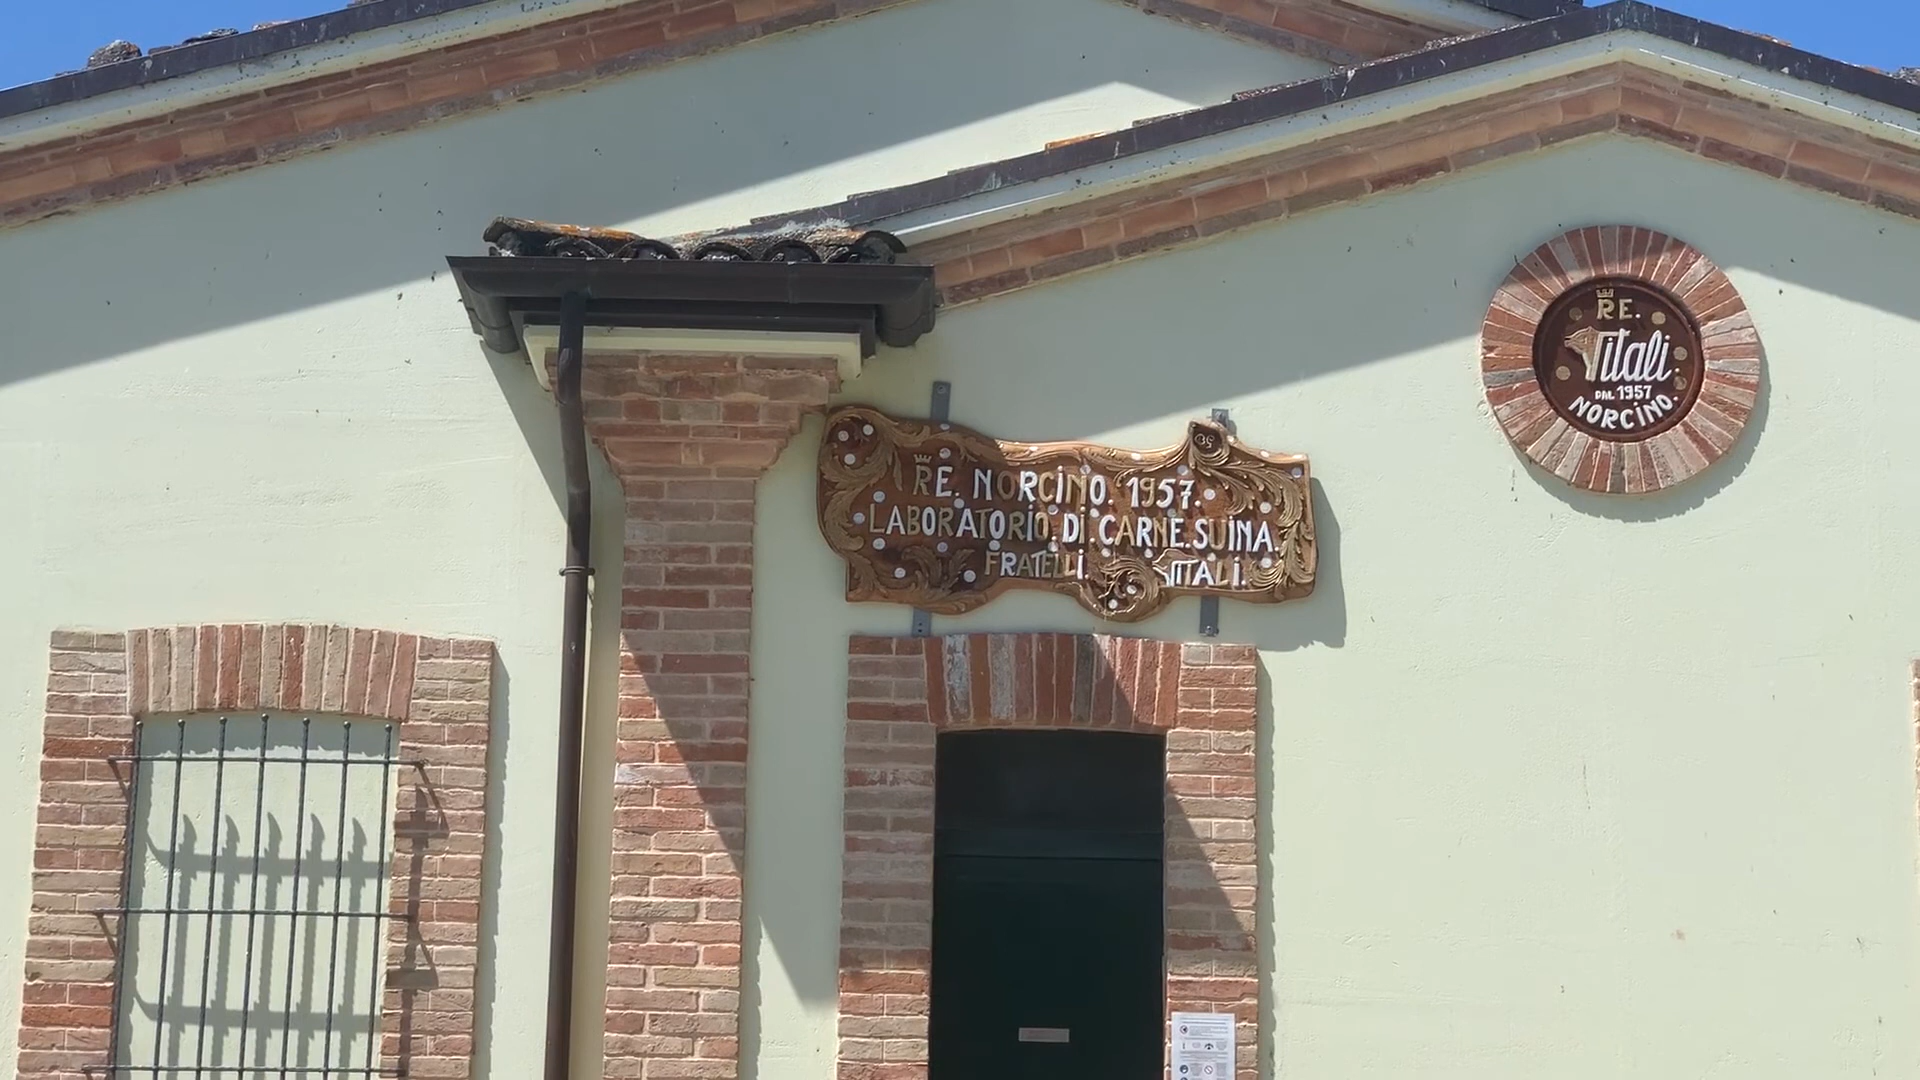 RE. NORCINO. 1957.
LABORATORIO. DI. CARNE. SUINA.
FRATELLI. VITALI.
RE.
Vitali
DAL 1957
NORCINO.